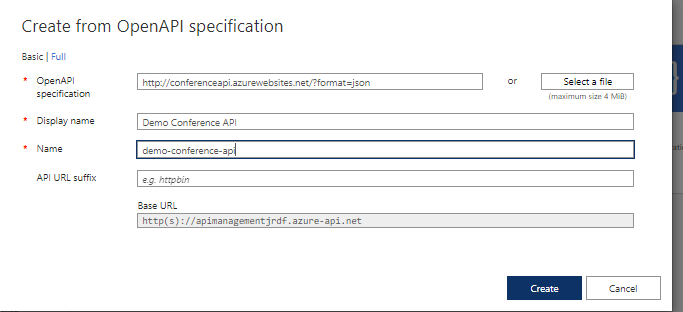 Create from OpenAPI specification
Basic | Full
* OpenAPI specification
http://conferenceapi.azurewebsites.net/?format=json
or
Select a file
(maximum size 4 MiB)
* Display name
Demo Conference API
* Name
demo-conference-api
API URL suffix
e.g. httpbin
Base URL
http(s)://apimanagementjrdf.azure-api.net
Create
Cancel